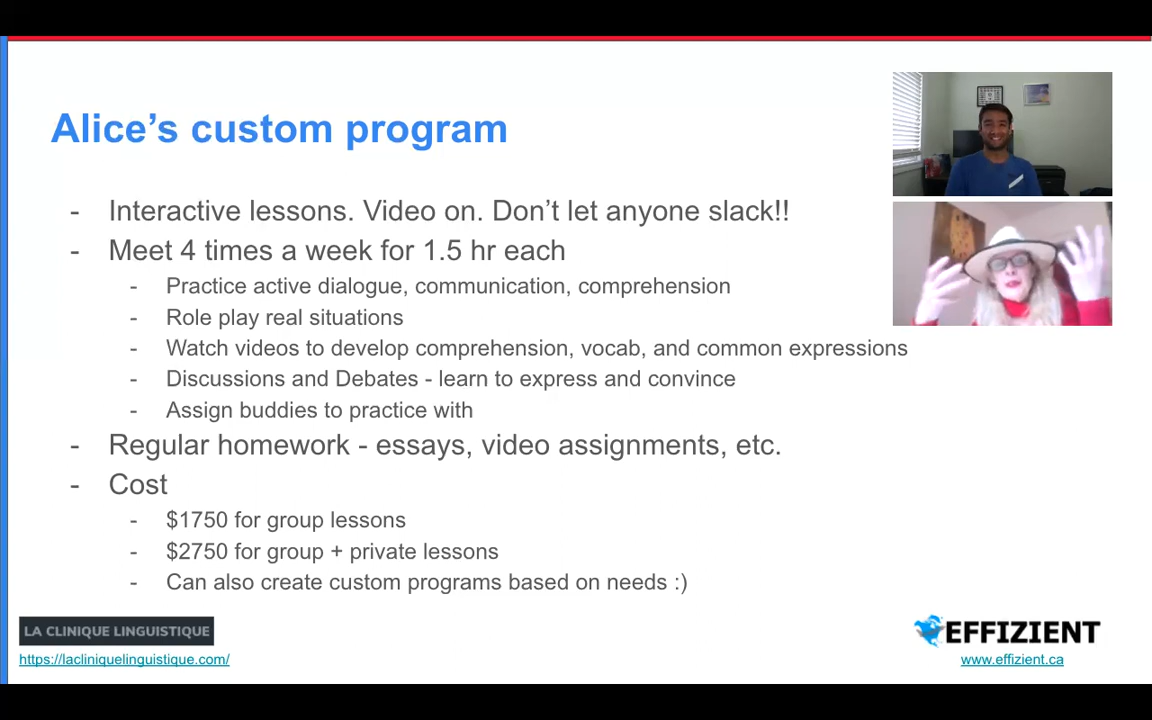 Alice's custom program
- Interactive lessons. Video on. Don't let anyone slack!!
- Meet 4 times a week for 1.5 hr each
- Practice active dialogue, communication, comprehension
- Role play real situations
- Watch videos to develop comprehension, vocab, and common expressions
- Discussions and Debates - learn to express and convince
- Assign buddies to practice with
- Regular homework - essays, video assignments, etc.
- Cost
- $1750 for group lessons
- $2750 for group + private lessons
- Can also create custom programs based on needs :)
LA CLINIQUE LINGUISTIQUE
https://lacliniquelinguistique.com/
EFFIZIENT
www.effizient.ca